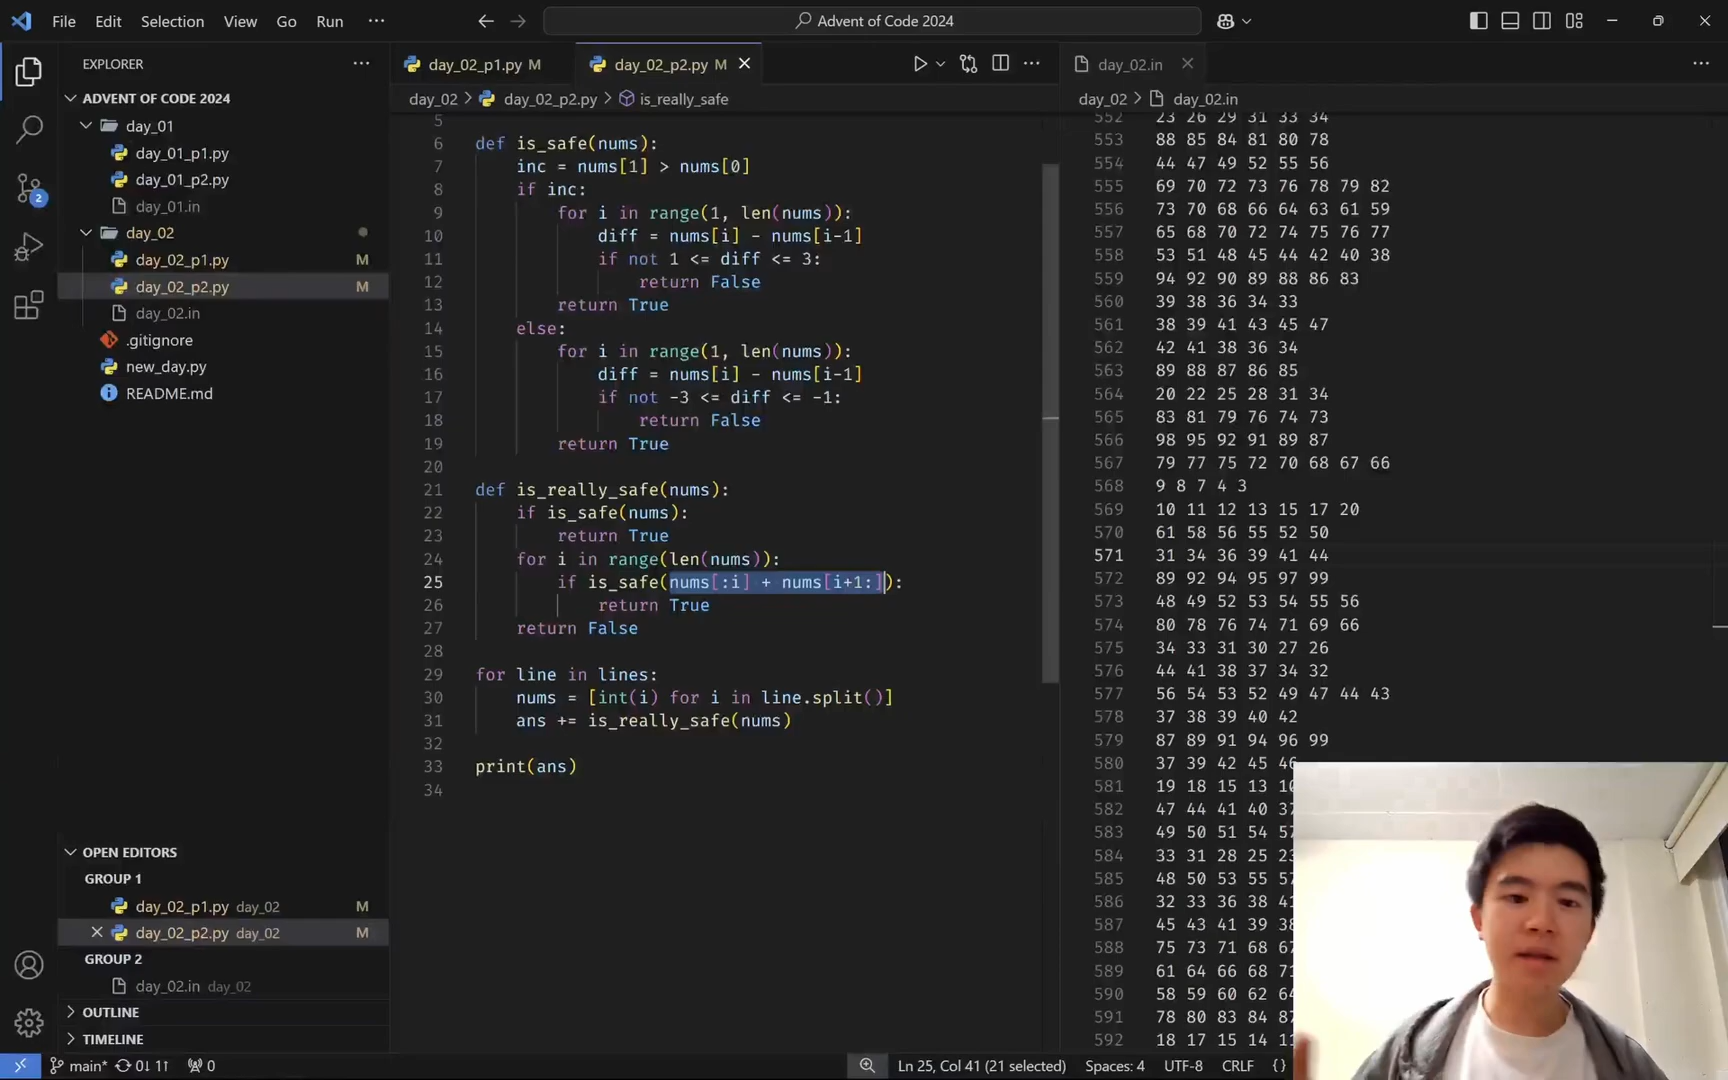 File Edit Selection View Go Run ··· Advent of Code 2024
EXPLORER ···
ADVENT OF CODE 2024
day_01
day_01_p1.py
day_01_p2.py
day_01.in
day_02
day_02_p1.py M
day_02_p2.py M
day_02.in
.gitignore
new_day.py
README.md
2
OPEN EDITORS
GROUP 1
day_02_p1.py day_02 M
day_02_p2.py day_02 M
GROUP 2
day_02.in day_02
OUTLINE
TIMELINE
day_02_p1.py M day_02_p2.py M
day_02 > day_02_p2.py > is_really_safe
5
6 def is_safe(nums):
7 inc = nums[1] > nums[0]
8 if inc:
9 for i in range(1, len(nums)):
10 diff = nums[i] - nums[i-1]
11 if not 1 <= diff <= 3:
12 return False
13 return True
14 else:
15 for i in range(1, len(nums)):
16 diff = nums[i] - nums[i-1]
17 if not -3 <= diff <= -1:
18 return False
19 return True
20
21 def is_really_safe(nums):
22 if is_safe(nums):
23 return True
24 for i in range(len(nums)):
25 if is_safe(nums[:i] + nums[i+1:]):
26 return True
27 return False
28
29 for line in lines:
30 nums = [int(i) for i in line.split()]
31 ans += is_really_safe(nums)
32
33 print(ans)
34
day_02.in
day_02 > day_02.in
552 23 26 29 31 33 34
553 88 85 84 81 80 78
554 44 47 49 52 55 56
555 69 70 72 73 76 78 79 82
556 73 70 68 66 64 63 61 59
557 65 68 70 72 74 75 76 77
558 53 51 48 45 44 42 40 38
559 94 92 90 89 88 86 83
560 39 38 36 34 33
561 38 39 41 43 45 47
562 42 41 38 36 34
563 89 88 87 86 85
564 20 22 25 28 31 34
565 83 81 79 76 74 73
566 98 95 92 91 89 87
567 79 77 75 72 70 68 67 66
568 9 8 7 4 3
569 10 11 12 13 15 17 20
570 61 58 56 55 52 50
571 31 34 36 39 41 44
572 89 92 94 95 97 99
573 48 49 52 53 54 55 56
574 80 78 76 74 71 69 66
575 34 33 31 30 27 26
576 44 41 38 37 34 32
577 56 54 53 52 49 47 44 43
578 37 38 39 40 42
579 87 89 91 94 96 99
580 37 39 42 45 46
581 19 18 15 13
582 47 44 41 40 37
583 49 50 51 54
584 33 31 28 25
585 48 50 53 55
586 32 33 36 38
587 45 43 41 39 38
588 75 73 71 68
589 61 64 66 68
590 58 59 60 62
591 78 80 83 84
592 18 17 15 14
main* 0↓ 1↑ 0 Ln 25, Col 41 (21 selected) Spaces: 4 UTF-8 CRLF {}